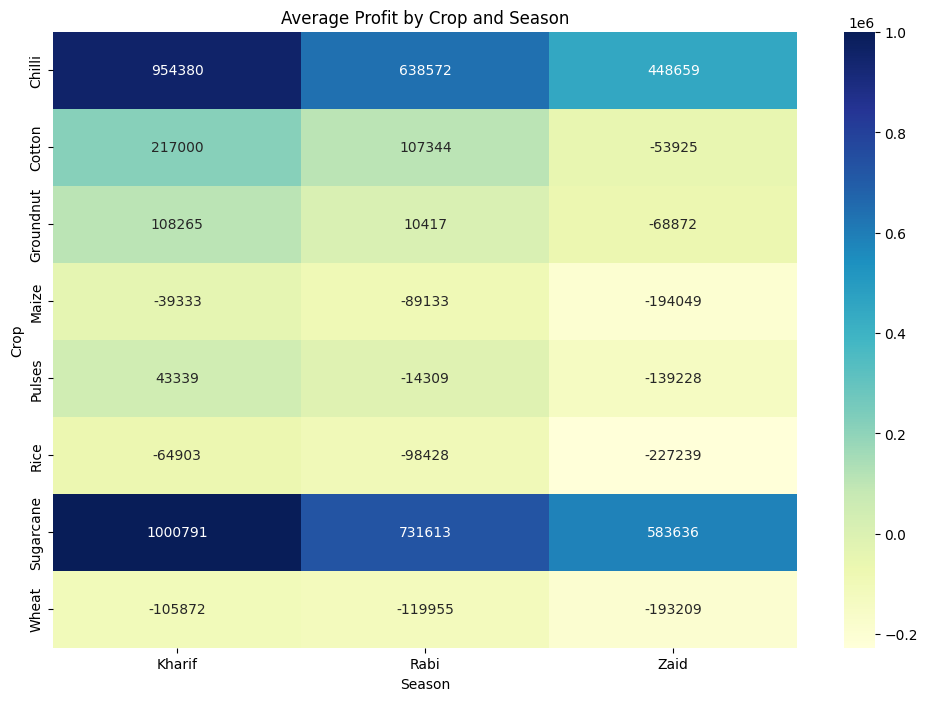 Average Profit by Crop and Season
1e6
Crop
Chilli 954380 638572 448659
Cotton 217000 107344 -53925
Groundnut 108265 10417 -68872
Maize -39333 -89133 -194049
Pulses 43339 -14309 -139228
Rice -64903 -98428 -227239
Sugarcane 1000791 731613 583636
Wheat -105872 -119955 -193209
Kharif Rabi Zaid
Season
1.0
0.8
0.6
0.4
0.2
0.0
−0.2